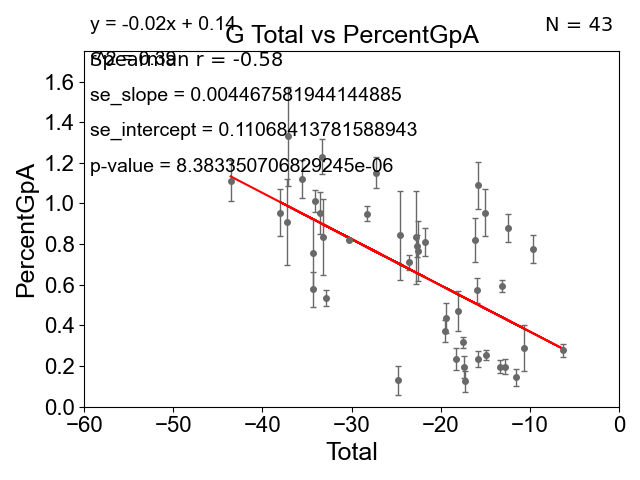 y = -0.02x + 0.14
G Total vs PercentGpA
N = 43
Spearman r = -0.58
se_slope = 0.004467581944144885
se_intercept = 0.11068413781588943
p-value = 8.383350706829245e-06
PercentGpA
1.6
1.4
1.2
1.0
0.8
0.6
0.4
0.2
0.0
−60
−50
−40
−30
−20
−10
0
Total